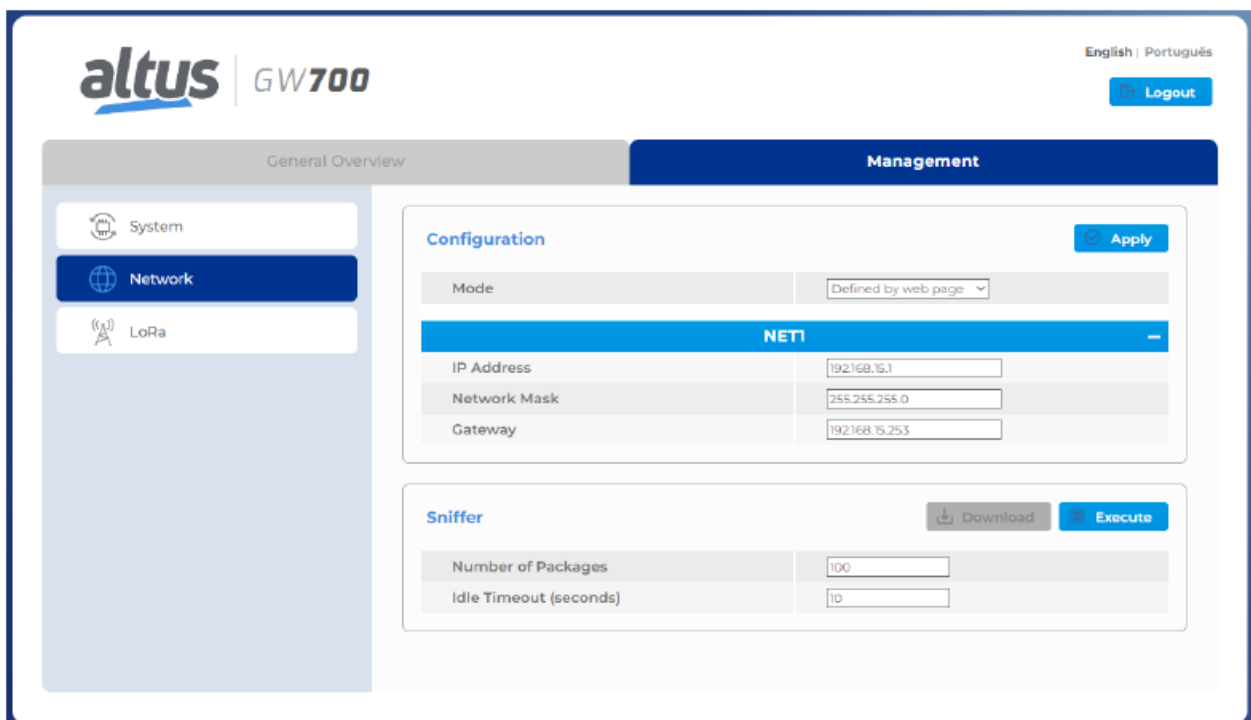 English | Português
altus | GW700
Logout
General Overview
Management
System
Network
LoRa
Configuration
Apply
Mode
Defined by web page
NET1
IP Address
192.168.15.1
Network Mask
255.255.255.0
Gateway
192.168.15.253
Sniffer
Download
Execute
Number of Packages
100
Idle Timeout (seconds)
10